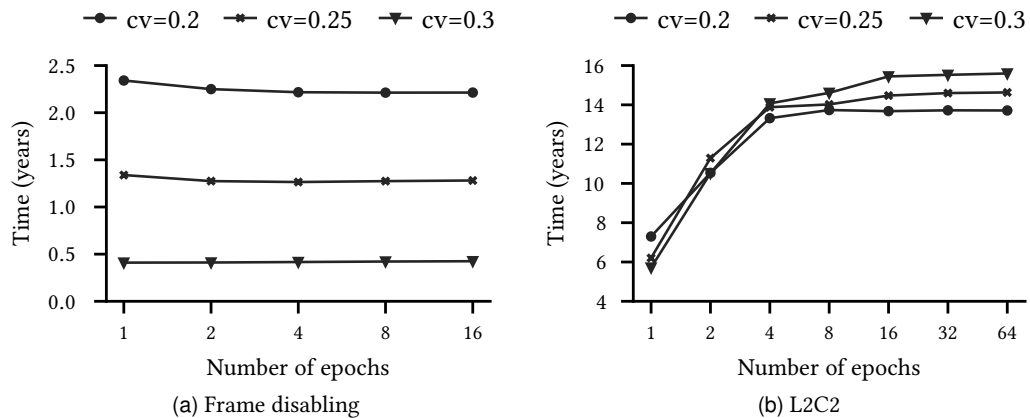 cv=0.2 cv=0.25 cv=0.3
2.5
2.0
1.5
1.0
0.5
0.0
Time (years)
1 2 4 8 16
Number of epochs
(a) Frame disabling
cv=0.2 cv=0.25 cv=0.3
16
14
12
10
8
6
4
Time (years)
1 2 4 8 16 32 64
Number of epochs
(b) L2C2